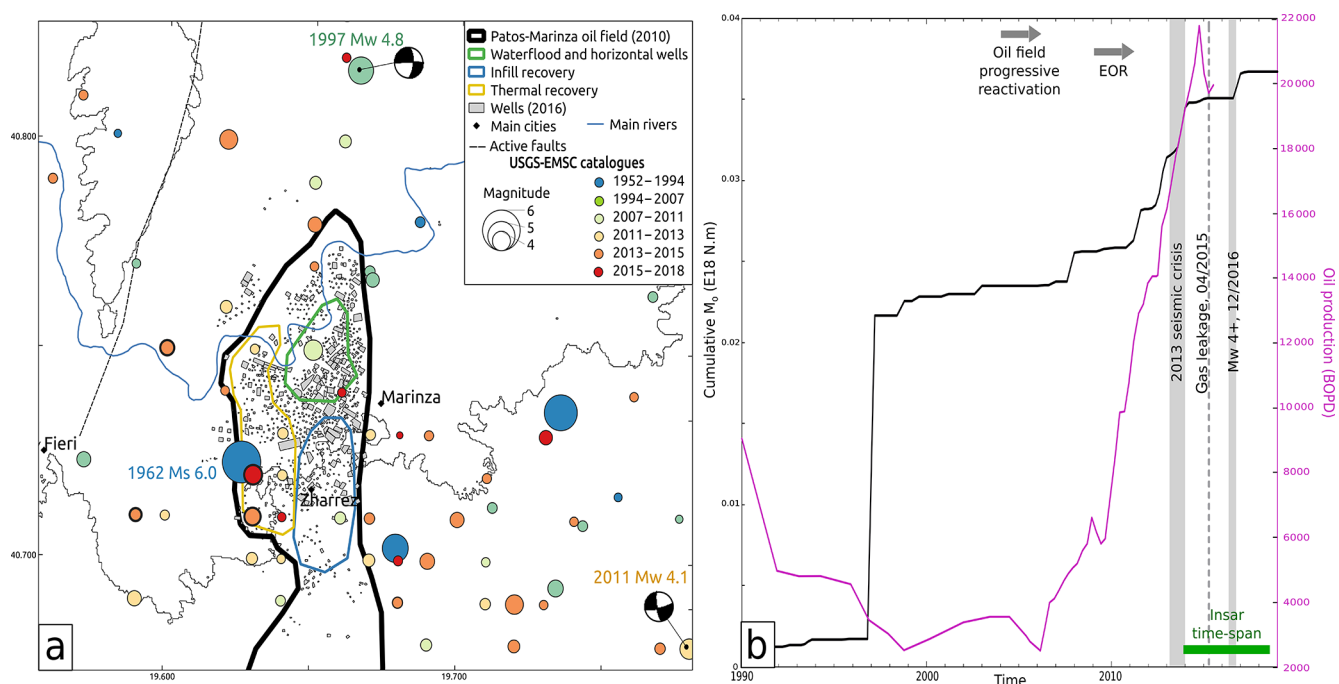 1997 Mw 4.8
Patos-Marinza oil field (2010)
Waterflood and horizontal wells
Infill recovery
Thermal recovery
Wells (2016)
Main cities
Main rivers
Active faults
USGS-EMSC catalogues
Magnitude
6
5
4
1952−1994
1994−2007
2007−2011
2011−2013
2013−2015
2015−2018
40.800
40.700
Marinza
Fieri
1962 Ms 6.0
Zharrez
2011 Mw 4.1
a
19.600
19.700
0.04
0.03
0.02
0.01
0
Cumulative Mo (E18 N.m)
Oil field
progressive
reactivation
EOR
2013 seismic crisis
Gas leakage, 04/2015
Mw 4+, 12/2016
Insar
time-span
b
1990
2000
2010
Time
22000
20000
18000
16000
14000
12000
10000
8000
6000
4000
2000
Oil production (BOPD)